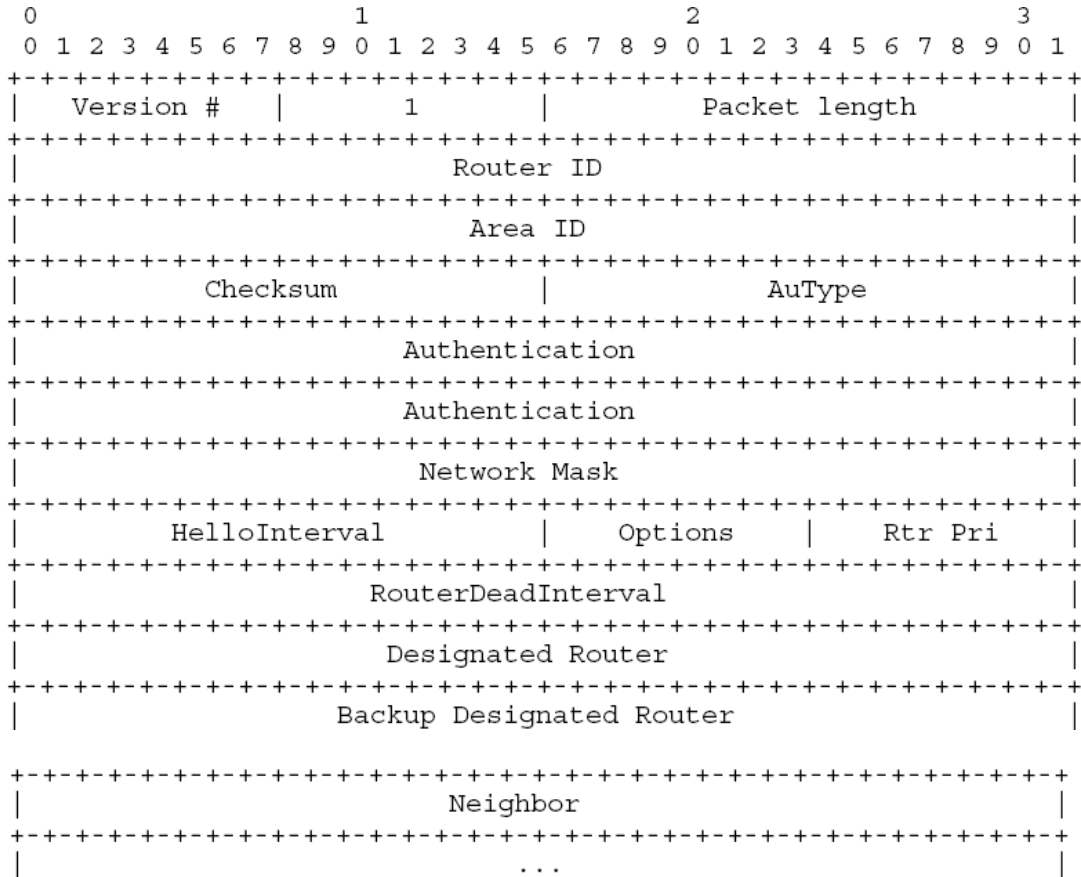 0                   1                   2                   3
 0 1 2 3 4 5 6 7 8 9 0 1 2 3 4 5 6 7 8 9 0 1 2 3 4 5 6 7 8 9 0 1
+-+-+-+-+-+-+-+-+-+-+-+-+-+-+-+-+-+-+-+-+-+-+-+-+-+-+-+-+-+-+-+-+
|   Version #   |       1       |         Packet length         |
+-+-+-+-+-+-+-+-+-+-+-+-+-+-+-+-+-+-+-+-+-+-+-+-+-+-+-+-+-+-+-+-+
|                          Router ID                            |
+-+-+-+-+-+-+-+-+-+-+-+-+-+-+-+-+-+-+-+-+-+-+-+-+-+-+-+-+-+-+-+-+
|                           Area ID                             |
+-+-+-+-+-+-+-+-+-+-+-+-+-+-+-+-+-+-+-+-+-+-+-+-+-+-+-+-+-+-+-+-+
|           Checksum            |             AuType            |
+-+-+-+-+-+-+-+-+-+-+-+-+-+-+-+-+-+-+-+-+-+-+-+-+-+-+-+-+-+-+-+-+
|                       Authentication                          |
+-+-+-+-+-+-+-+-+-+-+-+-+-+-+-+-+-+-+-+-+-+-+-+-+-+-+-+-+-+-+-+-+
|                       Authentication                          |
+-+-+-+-+-+-+-+-+-+-+-+-+-+-+-+-+-+-+-+-+-+-+-+-+-+-+-+-+-+-+-+-+
|                        Network Mask                           |
+-+-+-+-+-+-+-+-+-+-+-+-+-+-+-+-+-+-+-+-+-+-+-+-+-+-+-+-+-+-+-+-+
|         HelloInterval         |    Options    |    Rtr Pri    |
+-+-+-+-+-+-+-+-+-+-+-+-+-+-+-+-+-+-+-+-+-+-+-+-+-+-+-+-+-+-+-+-+
|                     RouterDeadInterval                        |
+-+-+-+-+-+-+-+-+-+-+-+-+-+-+-+-+-+-+-+-+-+-+-+-+-+-+-+-+-+-+-+-+
|                      Designated Router                        |
+-+-+-+-+-+-+-+-+-+-+-+-+-+-+-+-+-+-+-+-+-+-+-+-+-+-+-+-+-+-+-+-+
|                   Backup Designated Router                    |
+-+-+-+-+-+-+-+-+-+-+-+-+-+-+-+-+-+-+-+-+-+-+-+-+-+-+-+-+-+-+-+-+
|                          Neighbor                             |
+-+-+-+-+-+-+-+-+-+-+-+-+-+-+-+-+-+-+-+-+-+-+-+-+-+-+-+-+-+-+-+-+
|                              ...                              |